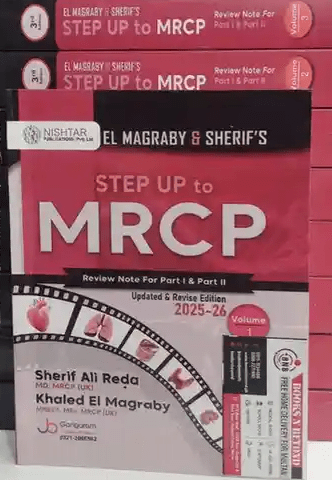 3rd
EL MAGRABY & SHERIF'S
STEP UP to MRCP
Review Note For
Part I & Part II
Volume
3
3rd
EL MAGRABY & SHERIF'S
STEP UP to MRCP
Review Note For
Part I & Part II
Volume
2
NISHTAR
PUBLICATIONS (Pvt) Ltd
EL MAGRABY & SHERIF'S
STEP UP to
MRCP
Review Note For Part I & Part II
Updated & Revise Edition
2025-26
Volume
1
Sherif Ali Reda
MD, MRCP (UK)
Khaled El Magraby
MRCP (UK)
BOOKS N BEYOND
FREE HOME DELIVERY FOR MULTAN
BNB